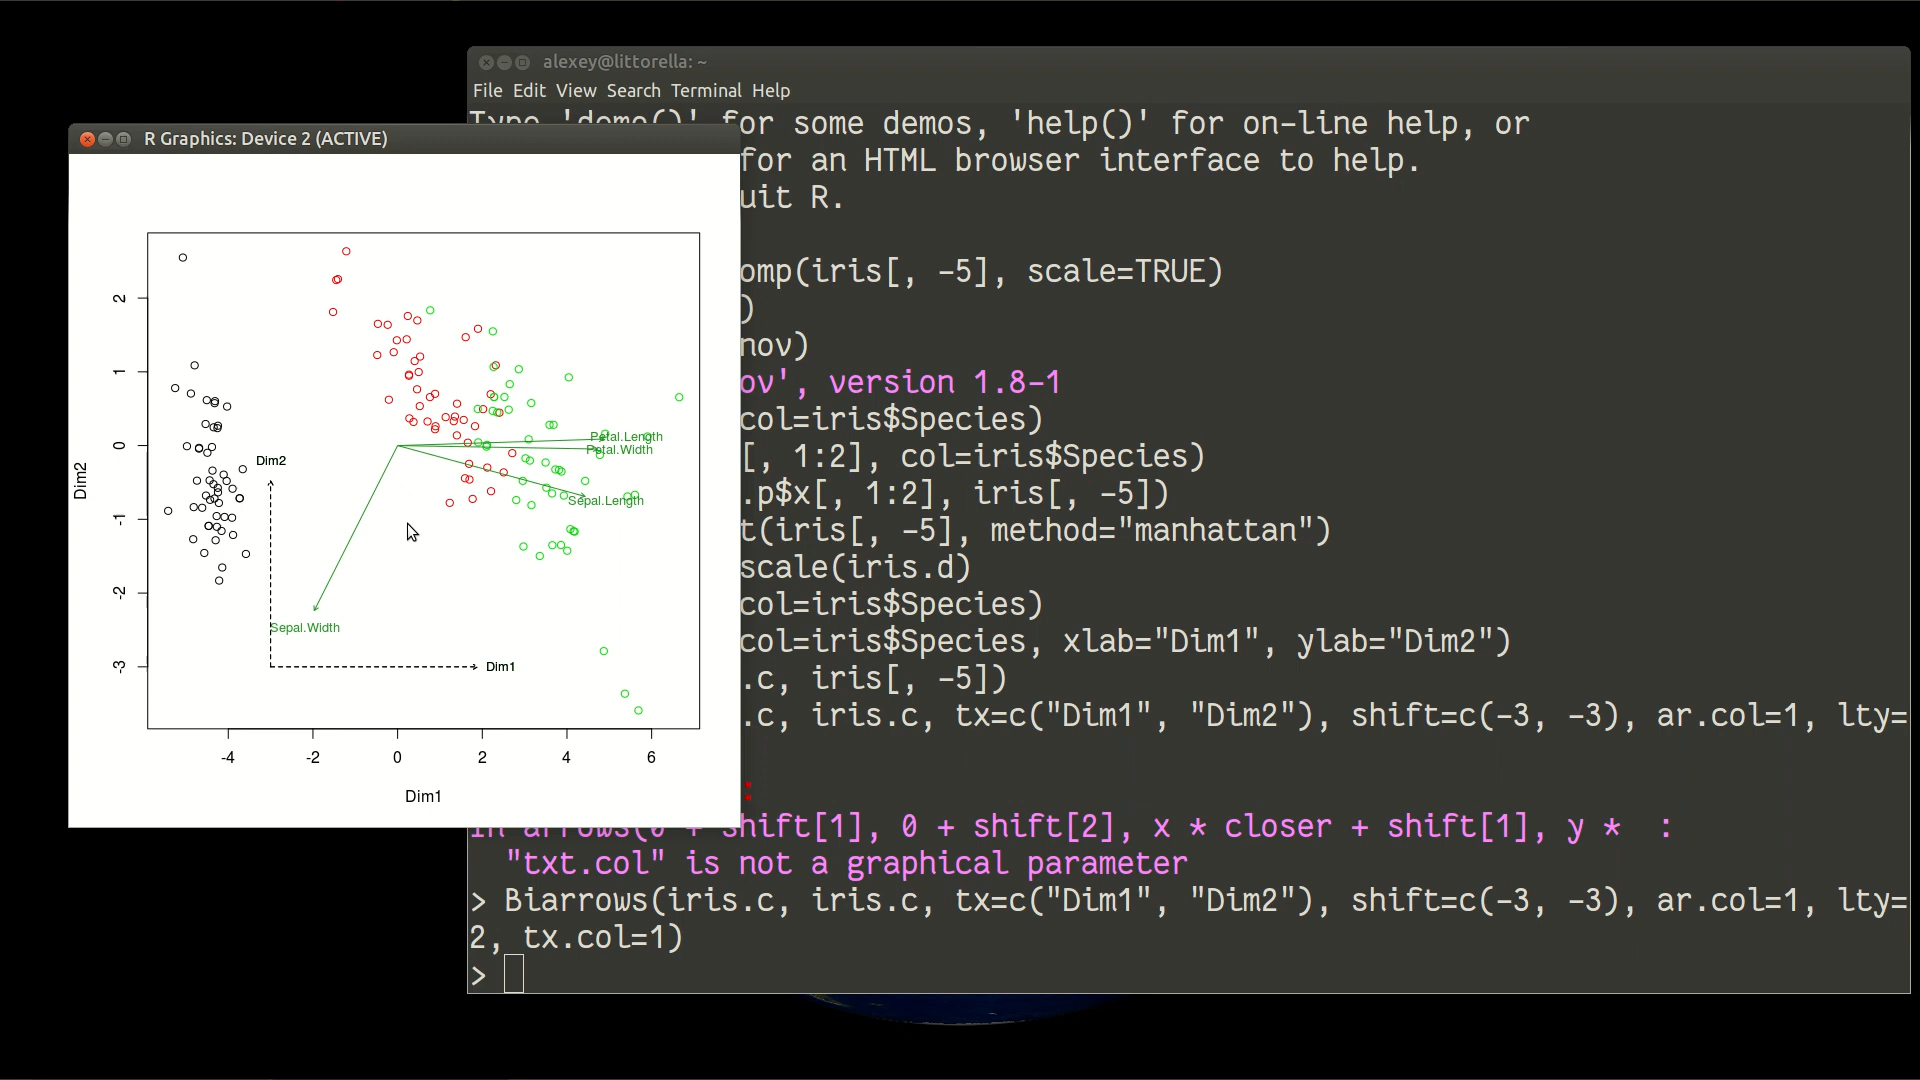 alexey@littorella: ~
File Edit View Search Terminal Help
Type 'demo()' for some demos, 'help()' for on-line help, or
for an HTML browser interface to help.
uit R.
omp(iris[, -5], scale=TRUE)
)
nov)
ov', version 1.8-1
col=iris$Species)
[, 1:2], col=iris$Species)
.p$x[, 1:2], iris[, -5])
t(iris[, -5], method="manhattan")
scale(iris.d)
col=iris$Species)
col=iris$Species, xlab="Dim1", ylab="Dim2")
.c, iris[, -5])
.c, iris.c, tx=c("Dim1", "Dim2"), shift=c(-3, -3), ar.col=1, lty=
:
In arrows(0 + shift[1], 0 + shift[2], x * closer + shift[1], y *  :
"txt.col" is not a graphical parameter
> Biarrows(iris.c, iris.c, tx=c("Dim1", "Dim2"), shift=c(-3, -3), ar.col=1, lty=
2, tx.col=1)
>
R Graphics: Device 2 (ACTIVE)
2
1
0
-1
-2
-3
Dim2
Petal.Length
Petal.Width
Dim2
Sepal.Length
Sepal.Width
Dim1
-4
-2
0
2
4
6
Dim1